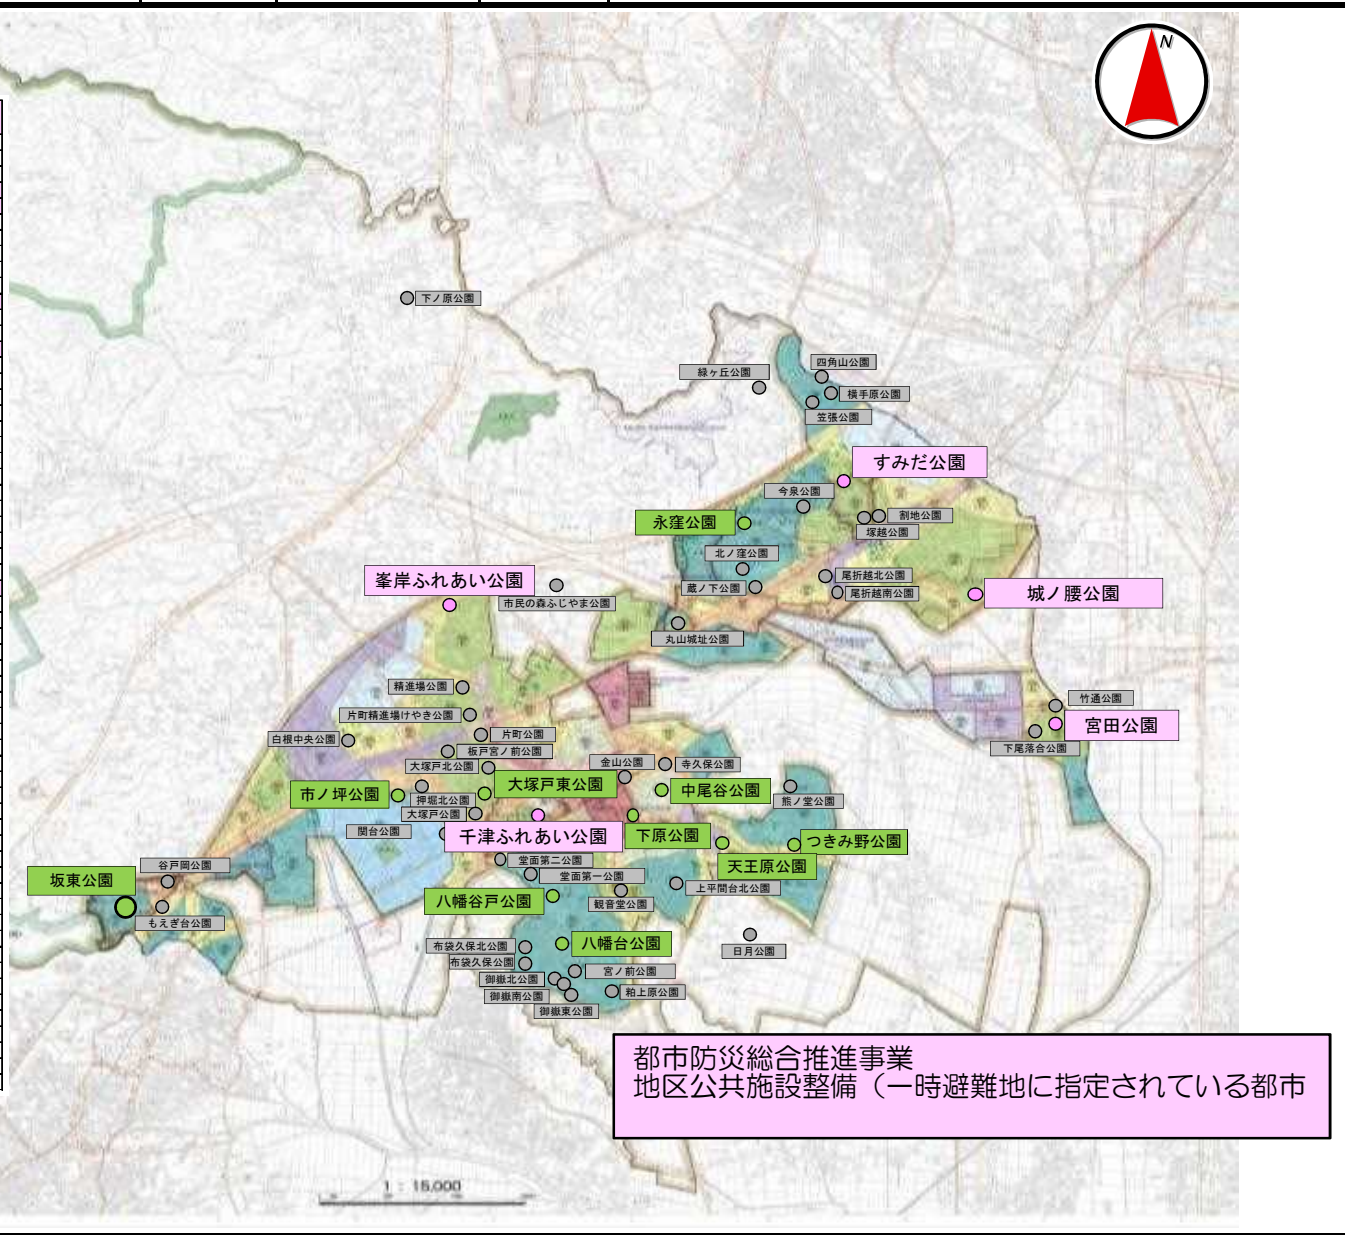 N
下ノ原公園
四角山公園
緑ヶ丘公園
横手原公園
笠張公園
すみだ公園
今泉公園
永窪公園
割地公園
塚越公園
北ノ窪公園
尾折越北公園
峯岸ふれあい公園
蔵ノ下公園
尾折越南公園
城ノ腰公園
市民の森ふじやま公園
丸山城址公園
精進場公園
竹通公園
片町精進場けやき公園
宮田公園
白根中央公園
片町公園
下尾落合公園
板戸宮ノ前公園
大塚戸北公園
金山公園
寺久保公園
市ノ坪公園
大塚戸東公園
中尾谷公園
押堀北公園
熊ノ堂公園
大塚戸公園
関台公園
千津ふれあい公園
下原公園
つきみ野公園
谷戸岡公園
堂面第二公園
天王原公園
坂東公園
堂面第一公園
上平間台北公園
八幡谷戸公園
観音堂公園
もえぎ台公園
布袋久保北公園
八幡台公園
日月公園
布袋久保公園
御嶽北公園
宮ノ前公園
御嶽南公園
粕上原公園
御嶽東公園
都市防災総合推進事業
地区公共施設整備（一時避難地に指定されている都市
1 : 15,000